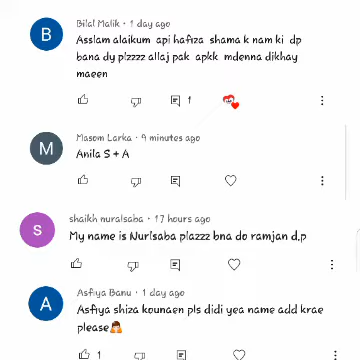 B
Bilal Malik • 1 day ago
Asslam alaikum api hafiza shama k nam ki dp
bana dy plzzzz allaj pak apkk mdenna dikhay
maeen
1
M
Masom Larka • 9 minutes ago
Anila S + A
S
shaikh nuralsaba • 17 hours ago
My name is Nurlsaba plazzz bna do ramjan d.p
A
Asfiya Banu • 1 day ago
Asfiya shiza kounaen pls didi yea name add krae
please🙏
1